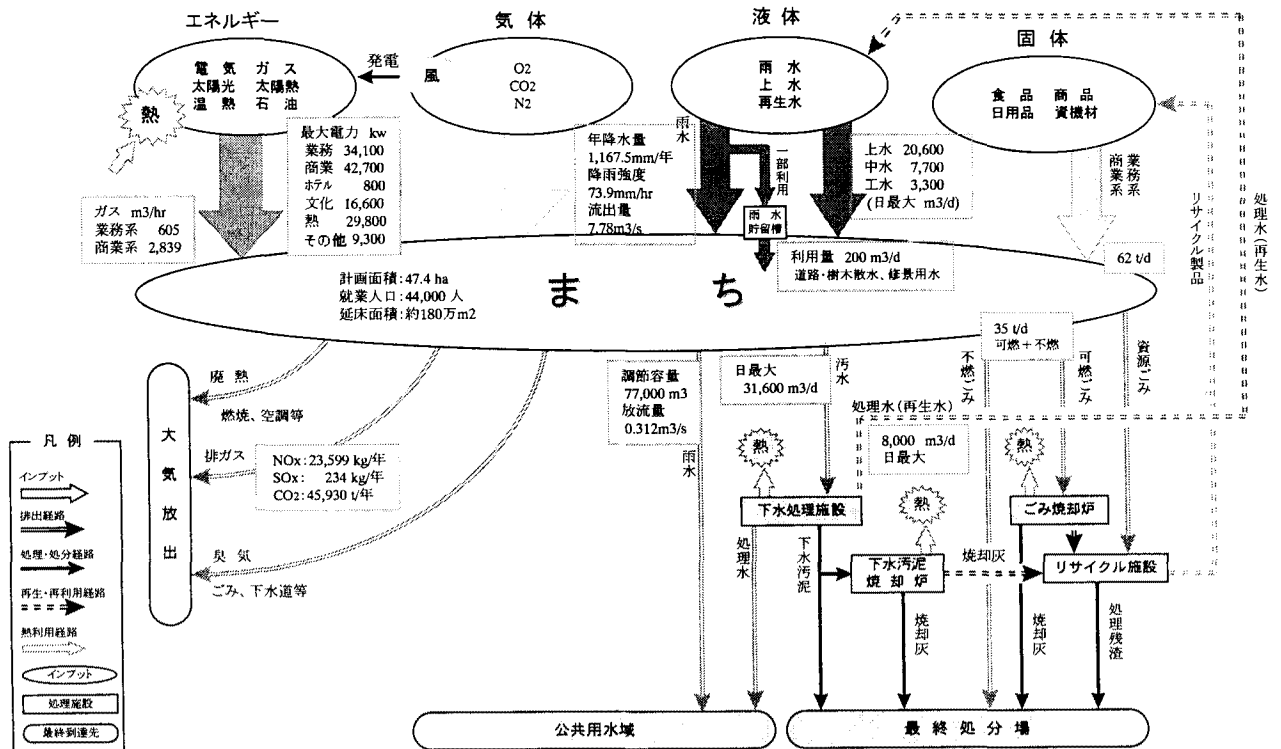 エネルギー
電気 ガス
太陽光 太陽熱
温熱 石油
熱
発電
気体
風
O2
CO2
N2
液体
雨水
上水
再生水
固体
食品 商品
日用品 資機材
最大電力 kw
業務 34,100
商業 42,700
ホテル 800
文化 16,600
熱 29,800
その他 9,300
ガス m3/hr
業務系 605
商業系 2,839
年降水量
1,167.5mm/年
降雨強度
73.9mm/hr
流出量
7.78m3/s
雨水
一部利用
雨水
貯留槽
上水 20,600
中水 7,700
工水 3,300
(日最大 m3/d)
業務系
商業系
リサイクル製品
処理水(再生水)
利用量 200 m3/d
道路・樹木散水、修景用水
62 t/d
計画面積:47.4 ha
就業人口:44,000 人
延床面積:約180万m2
まち
35 t/d
可燃+不燃
廃熱
燃焼、空調等
排ガス
NOx:23,599 kg/年
SOx: 234 kg/年
CO2:45,930 t/年
臭気
ごみ、下水道等
大気放出
調節容量
77,000 m3
放流量
0.312m3/s
雨水
日最大
31,600 m3/d
汚水
処理水(再生水)
8,000 m3/d
日最大
不燃ごみ
可燃ごみ
資源ごみ
熱
熱
熱
下水処理施設
ごみ焼却炉
処理水
下水汚泥
下水汚泥
焼却炉
焼却灰
リサイクル施設
焼却灰
焼却灰
処理残渣
公共用水域
最終処分場
凡例
インプット
排出経路
処理・処分経路
再生・再利用経路
熱利用経路
インプット
処理施設
最終到達先